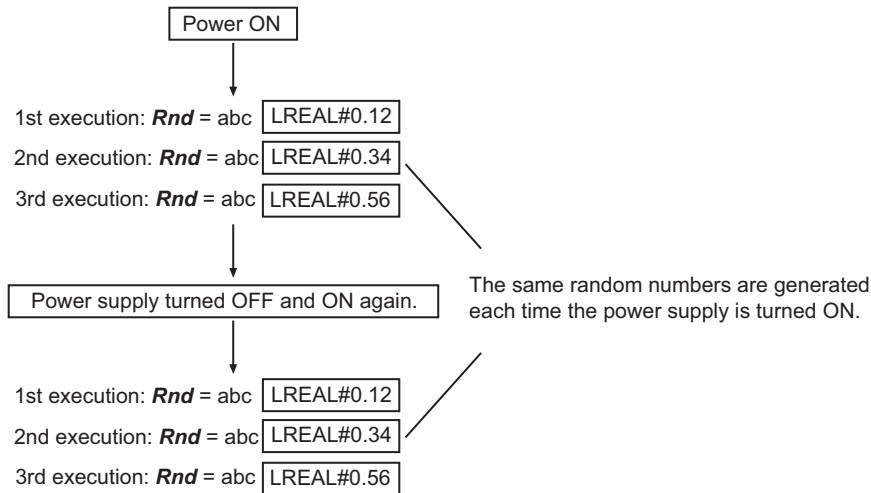 Power ON
1st execution: Rnd = abc LREAL#0.12
2nd execution: Rnd = abc LREAL#0.34
3rd execution: Rnd = abc LREAL#0.56
Power supply turned OFF and ON again.
The same random numbers are generated
each time the power supply is turned ON.
1st execution: Rnd = abc LREAL#0.12
2nd execution: Rnd = abc LREAL#0.34
3rd execution: Rnd = abc LREAL#0.56